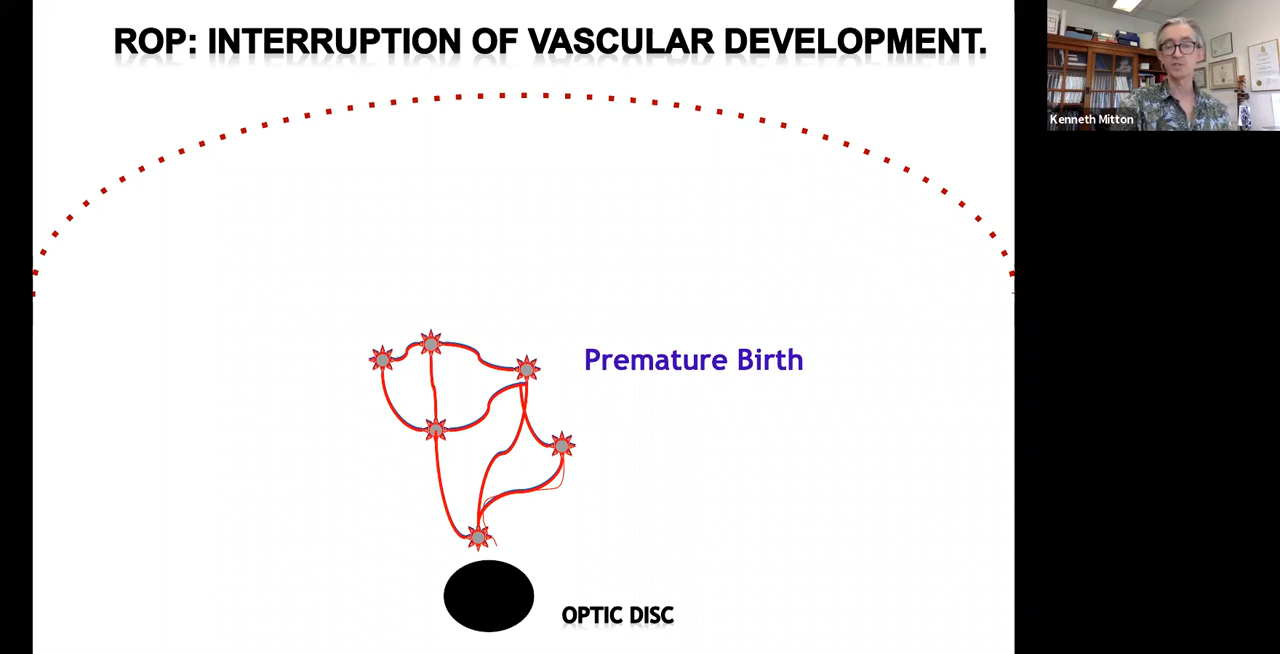 ROP: INTERRUPTION OF VASCULAR DEVELOPMENT.
Kenneth Mitton
Premature Birth
OPTIC DISC